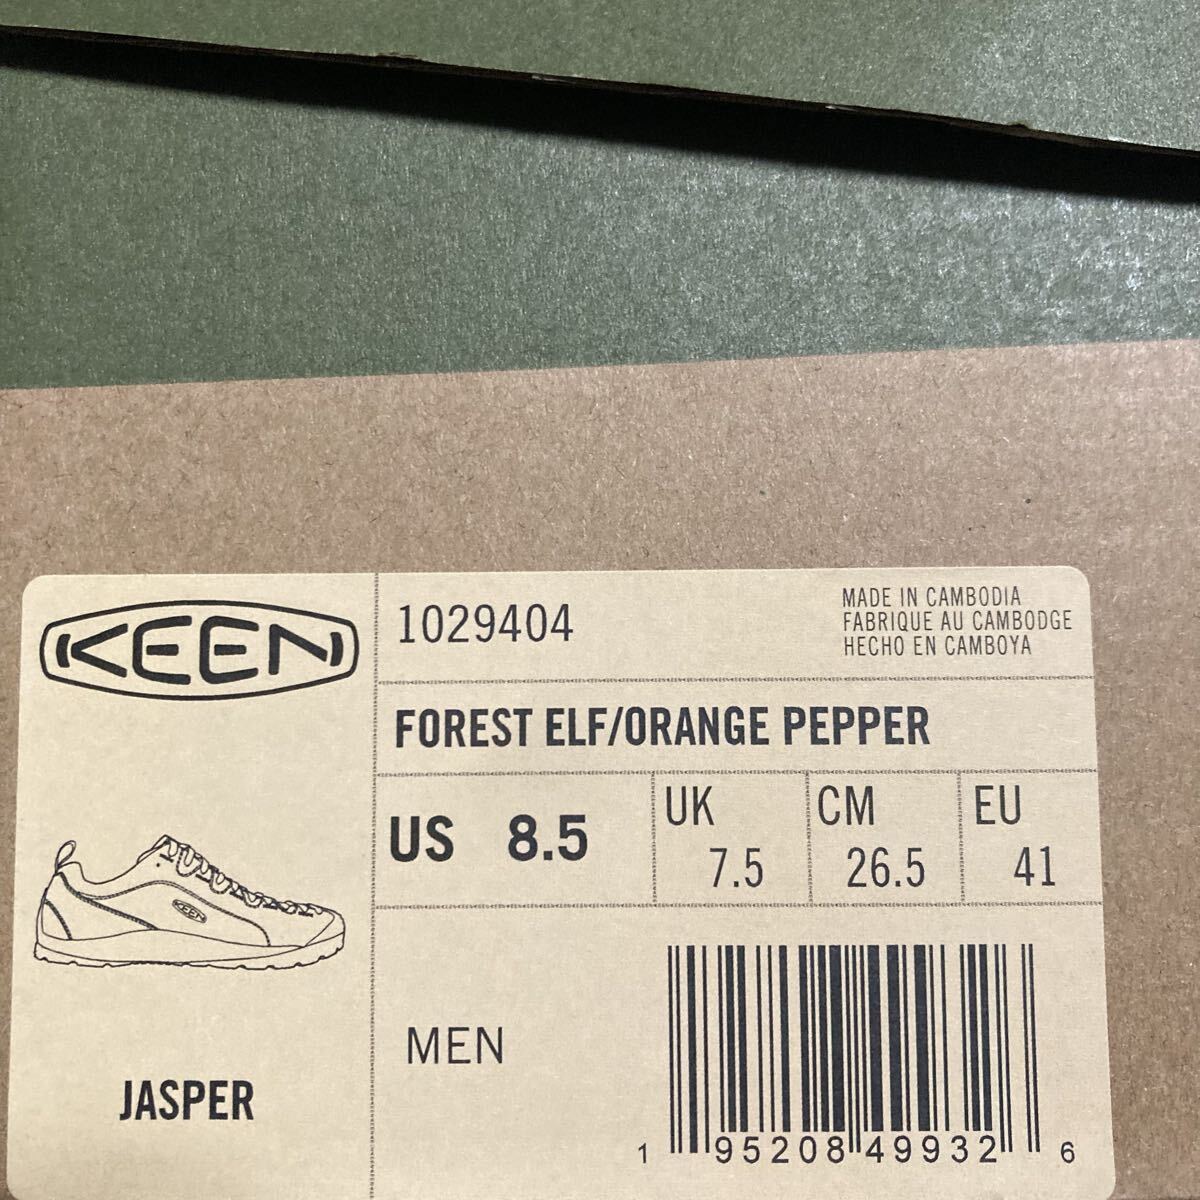 KEEN
1029404
MADE IN CAMBODIA
FABRIQUE AU CAMBODGE
HECHO EN CAMBOYA
FOREST ELF/ORANGE PEPPER
US 8.5
UK
7.5
CM
26.5
EU
41
KEEN
JASPER
MEN
1 95208 49932 6